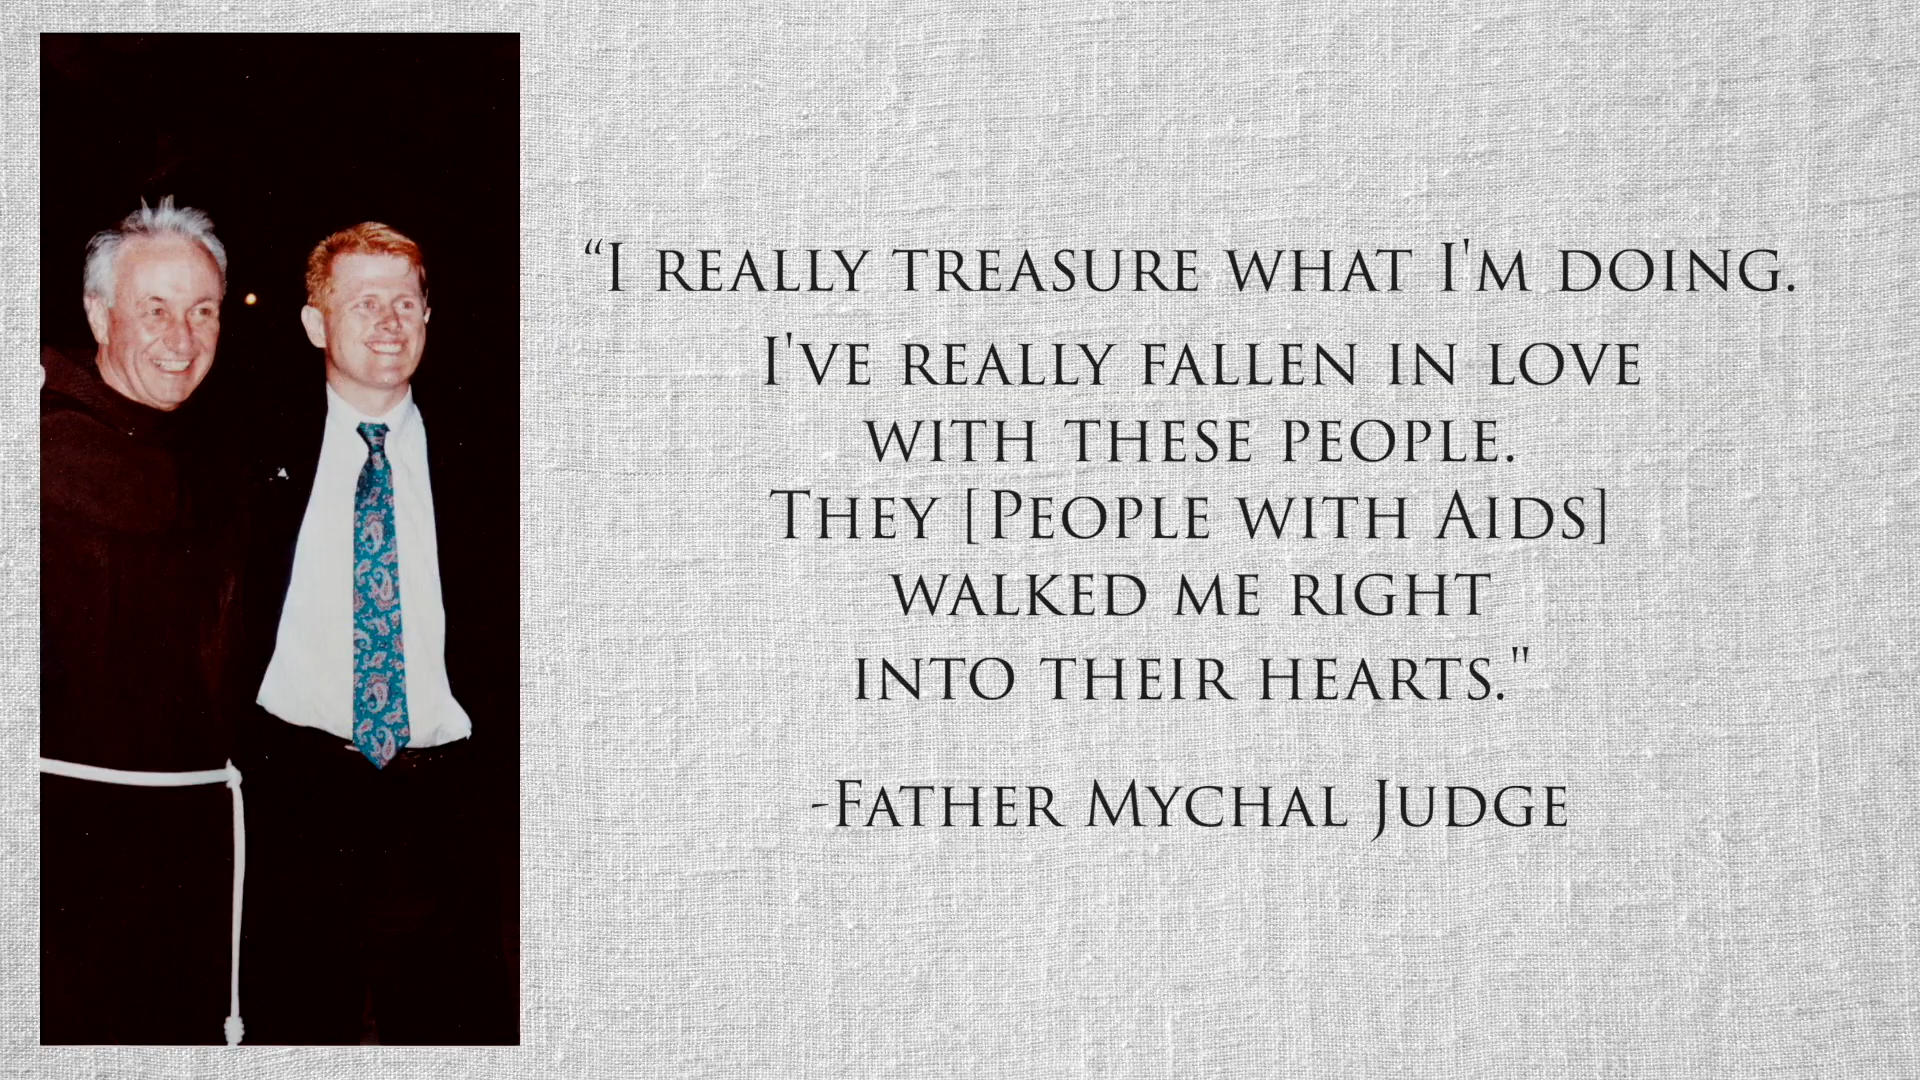 “I really treasure what I'm doing.
I've really fallen in love
with these people.
They [People with Aids]
walked me right
into their hearts."
-Father Mychal Judge